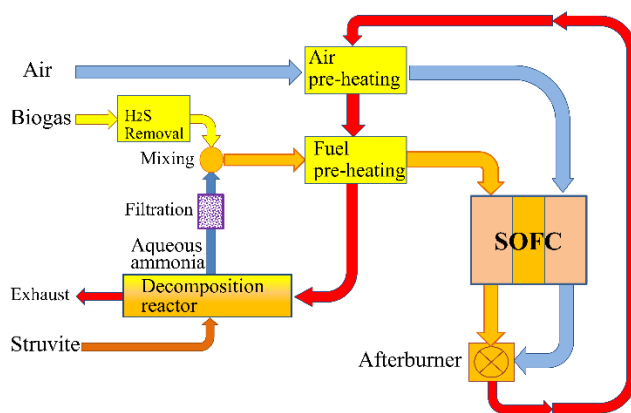 Air
Air
pre-heating
Biogas
H2S
Removal
Mixing
Fuel
pre-heating
Filtration
SOFC
Aqueous
ammonia
Decomposition
reactor
Exhaust
Struvite
Afterburner